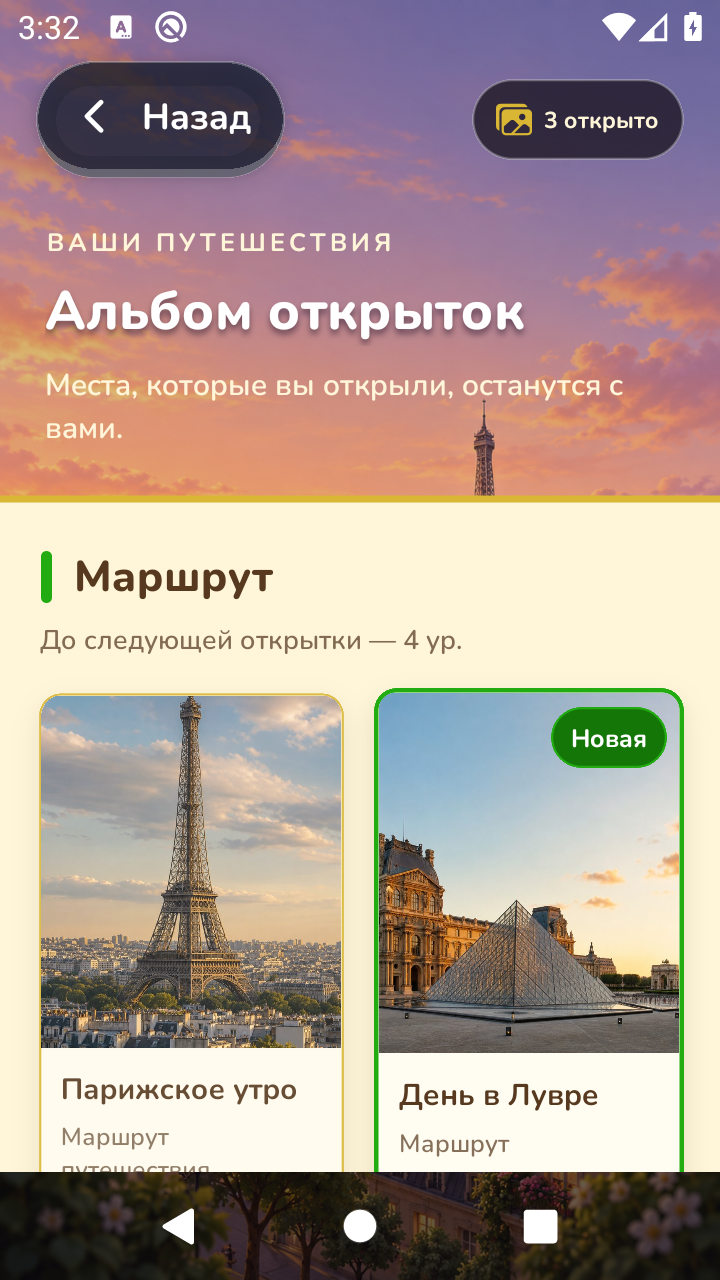 3:32
Назад
3 открыто
ВАШИ ПУТЕШЕСТВИЯ
Альбом открыток
Места, которые вы открыли, останутся с
вами.
Маршрут
До следующей открытки — 4 ур.
Новая
Парижское утро
Маршрут
путешествия
День в Лувре
Маршрут